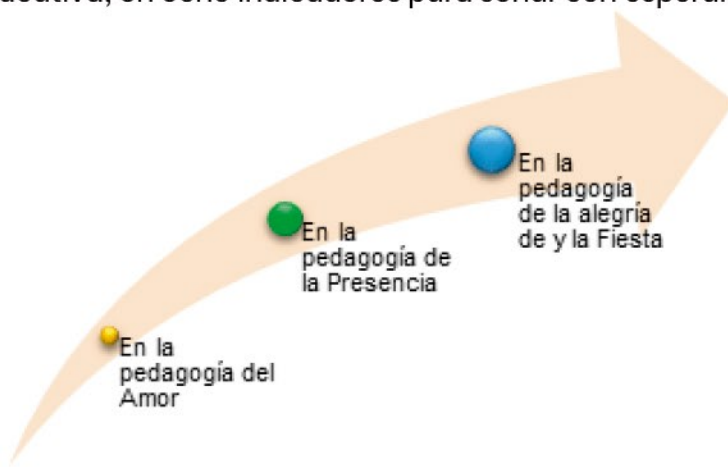 En la
pedagogía
de la alegría
de y la Fiesta
En la
pedagogía de
la Presencia
En la
pedagogía del
Amor